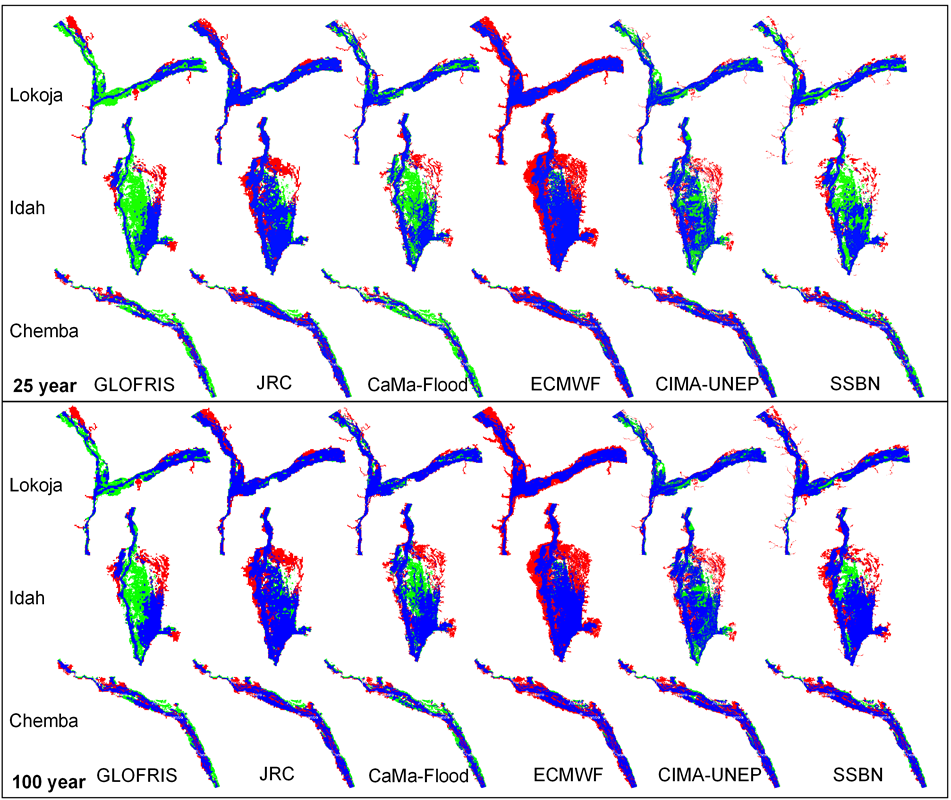 Lokoja
Idah
Chemba
25 year GLOFRIS JRC CaMa-Flood ECMWF CIMA-UNEP SSBN
Lokoja
Idah
Chemba
100 year GLOFRIS JRC CaMa-Flood ECMWF CIMA-UNEP SSBN